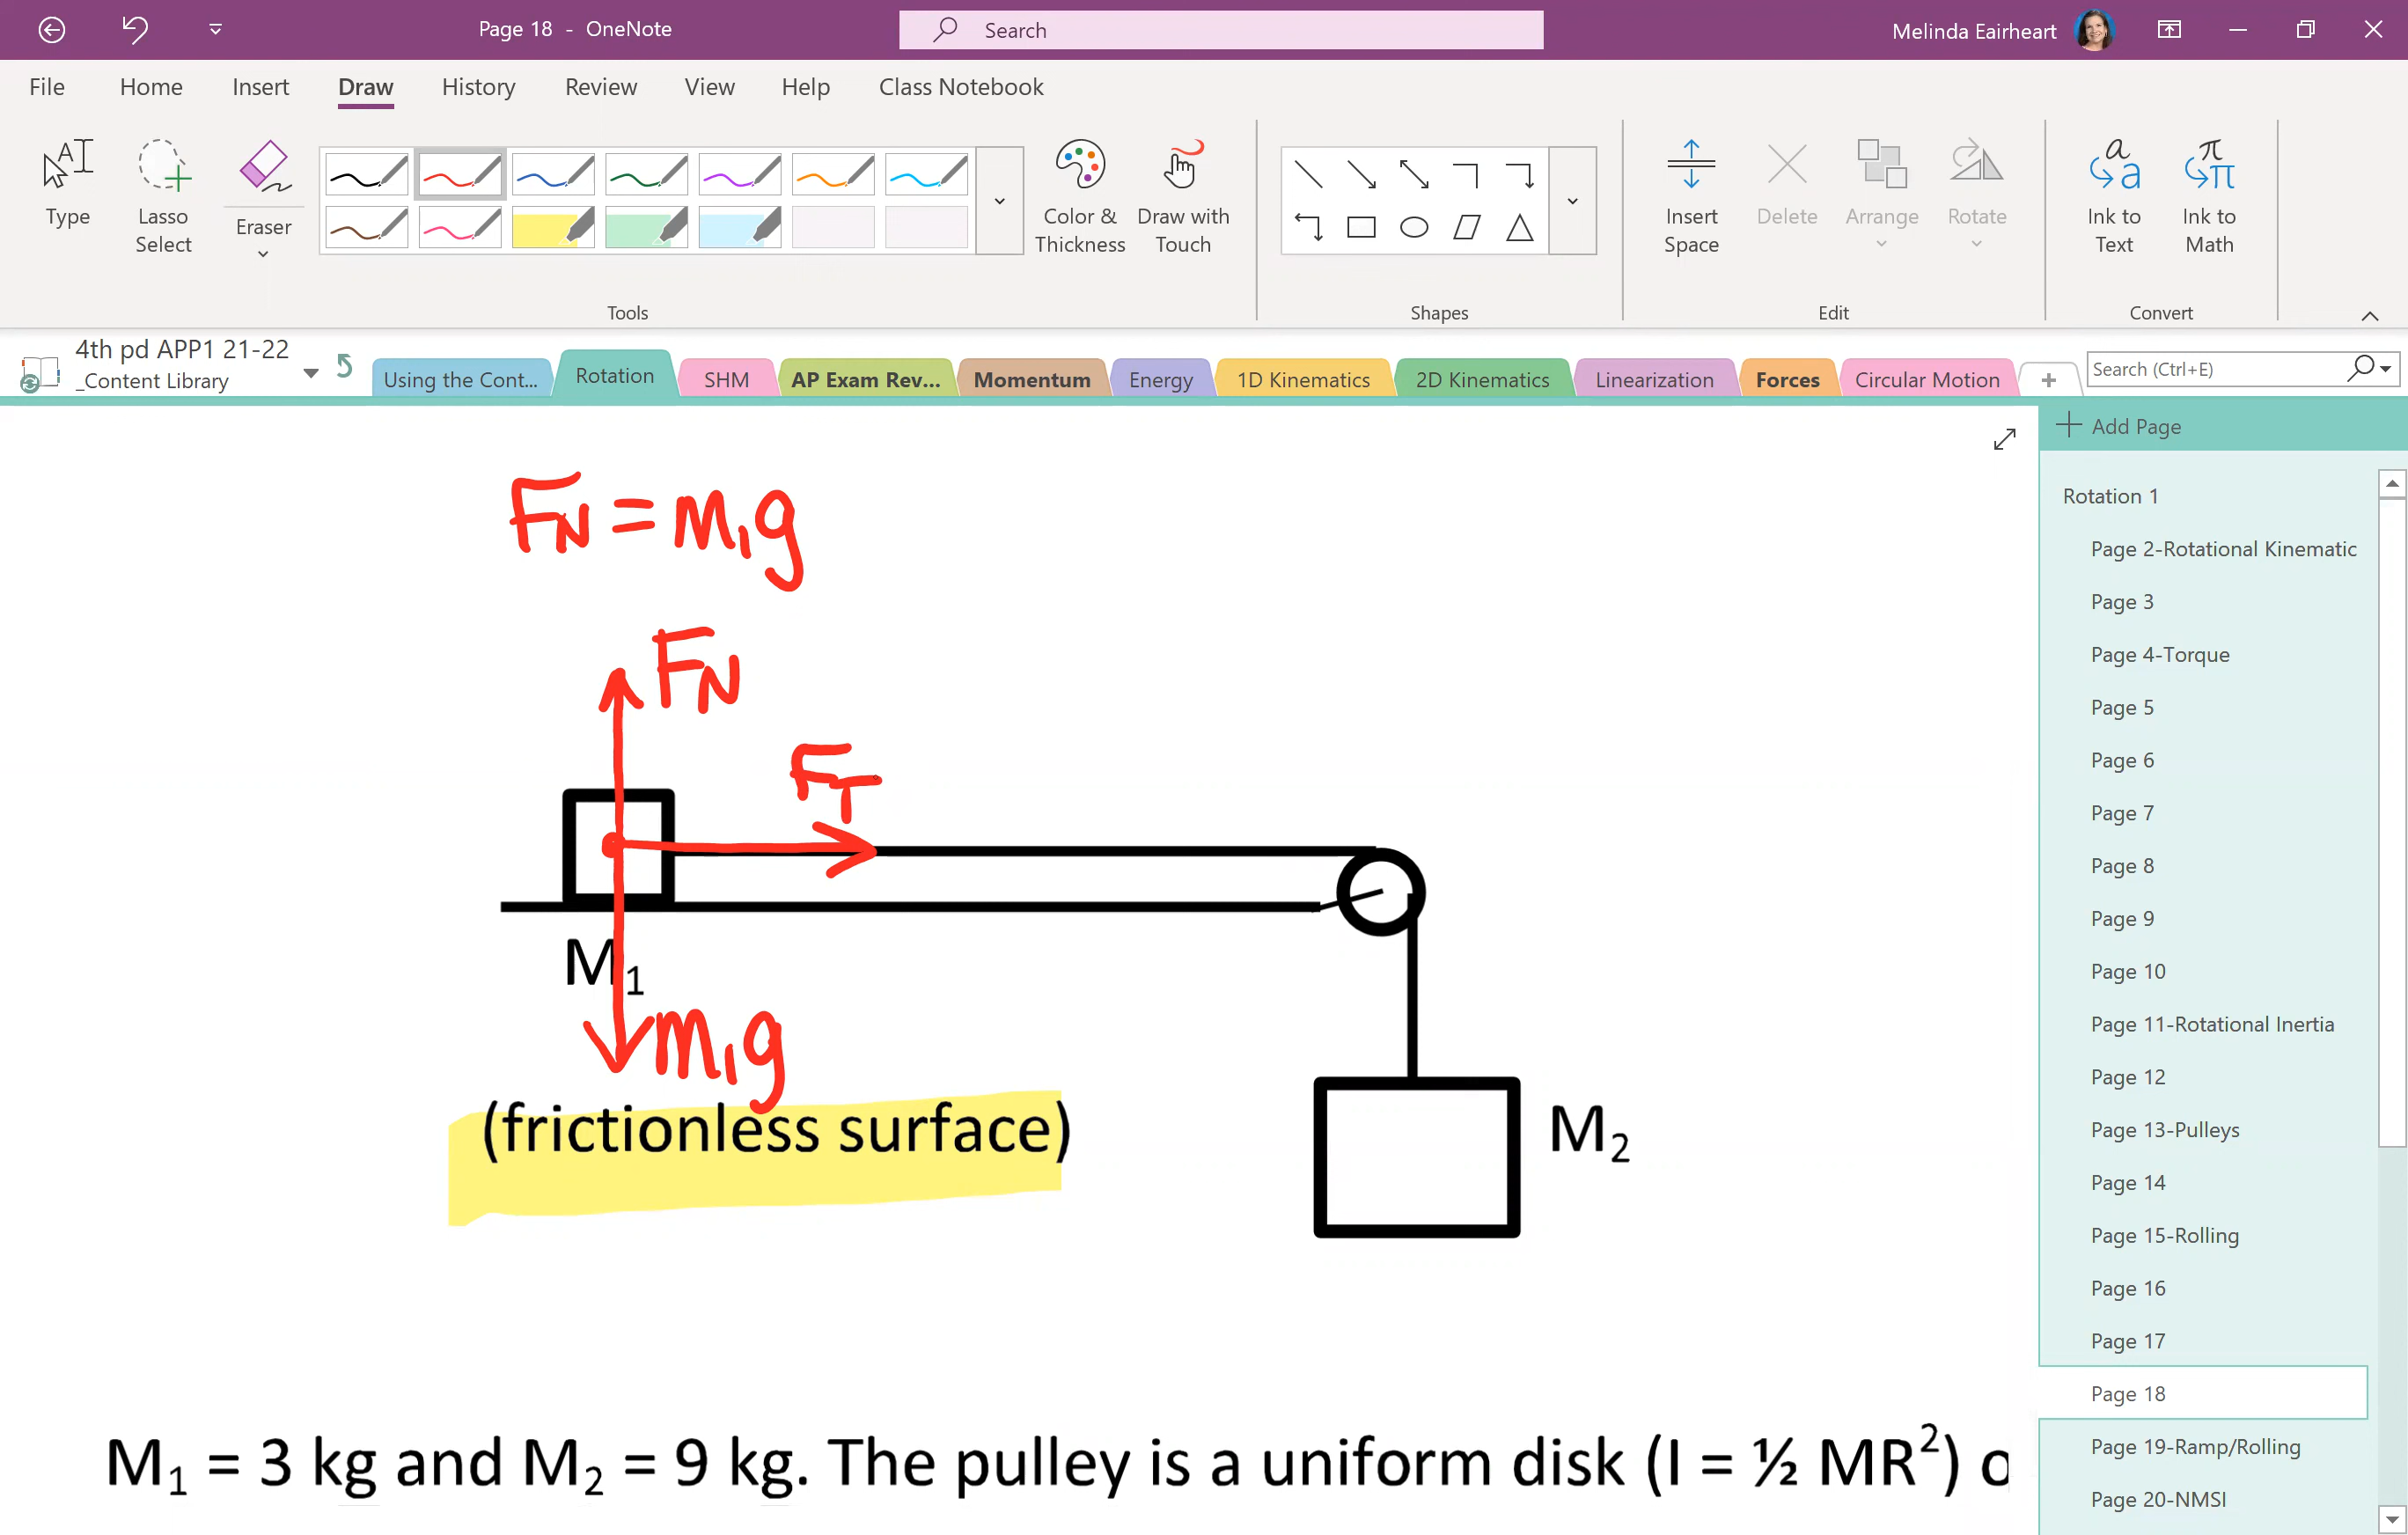 Page 18 - OneNote
Search
Melinda Eairheart
File Home Insert Draw History Review View Help Class Notebook
Type
Lasso Select
Eraser
Color & Thickness
Draw with Touch
Insert Space
Delete
Arrange
Rotate
Ink to Text
Ink to Math
Tools
Shapes
Edit
Convert
4th pd APP1 21-22
_Content Library
Using the Cont... Rotation SHM AP Exam Rev... Momentum Energy 1D Kinematics 2D Kinematics Linearization Forces Circular Motion
Search (Ctrl+E)
Add Page
Rotation 1
Page 2-Rotational Kinematic
Page 3
Page 4-Torque
Page 5
Page 6
Page 7
Page 8
Page 9
Page 10
Page 11-Rotational Inertia
Page 12
Page 13-Pulleys
Page 14
Page 15-Rolling
Page 16
Page 17
Page 18
Page 19-Ramp/Rolling
Page 20-NMSI
F_N = m₁g
F_N
F_T
M₁
m₁g
(frictionless surface)
M₂
M₁ = 3 kg and M₂ = 9 kg. The pulley is a uniform disk (I = ½ MR²) o